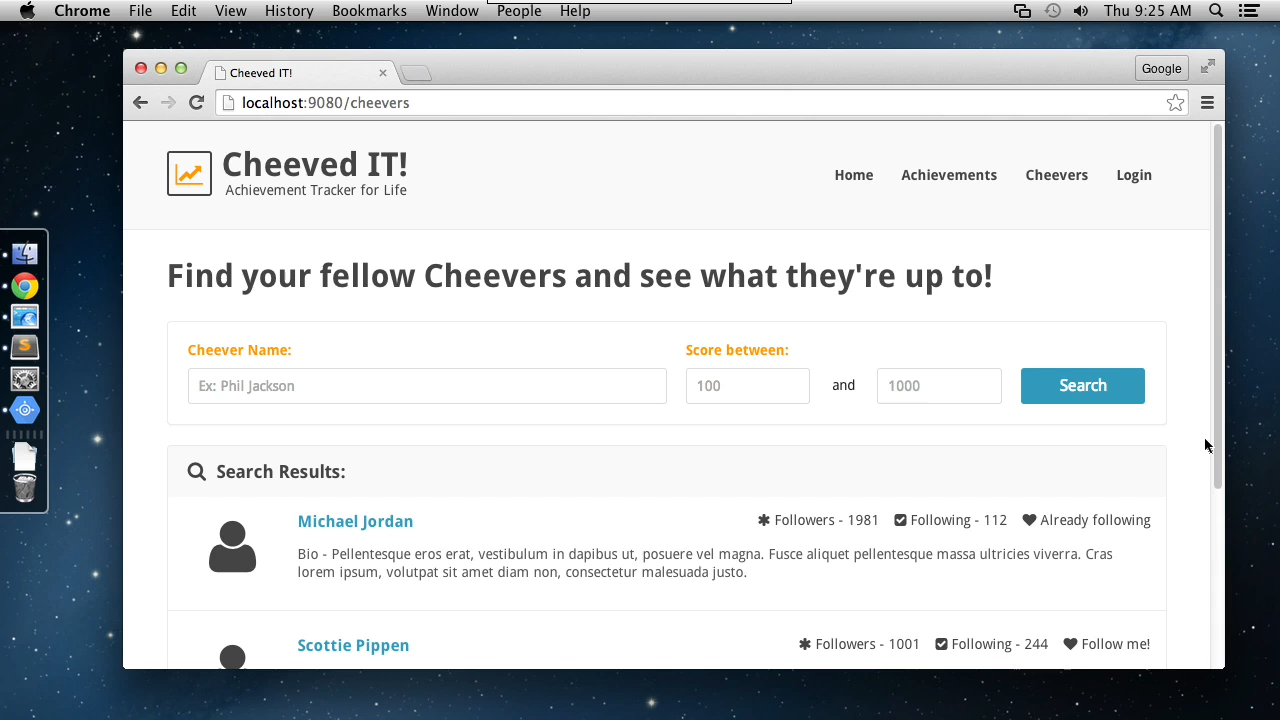 Chrome File Edit View History Bookmarks Window People Help Thu 9:25 AM
Cheeved IT! Google
localhost:9080/cheevers
Cheeved IT!
Achievement Tracker for Life
Home Achievements Cheevers Login
Find your fellow Cheevers and see what they're up to!
Cheever Name: Score between:
Ex: Phil Jackson 100 and 1000 Search
Search Results:
Michael Jordan Followers - 1981 Following - 112 Already following
Bio - Pellentesque eros erat, vestibulum in dapibus ut, posuere vel magna. Fusce aliquet pellentesque massa ultricies viverra. Cras
lorem ipsum, volutpat sit amet diam non, consectetur malesuada justo.
Scottie Pippen Followers - 1001 Following - 244 Follow me!